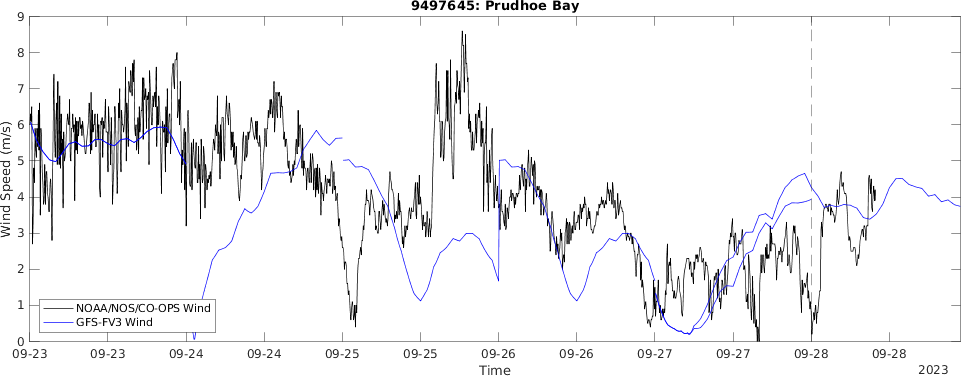 9497645: Prudhoe Bay
9
8
7
6
5
4
3
2
1
0
Wind Speed (m/s)
NOAA/NOS/CO-OPS Wind
GFS-FV3 Wind
09-23 09-23 09-24 09-24 09-25 09-25 09-26 09-26 09-27 09-27 09-28 09-28
Time
2023